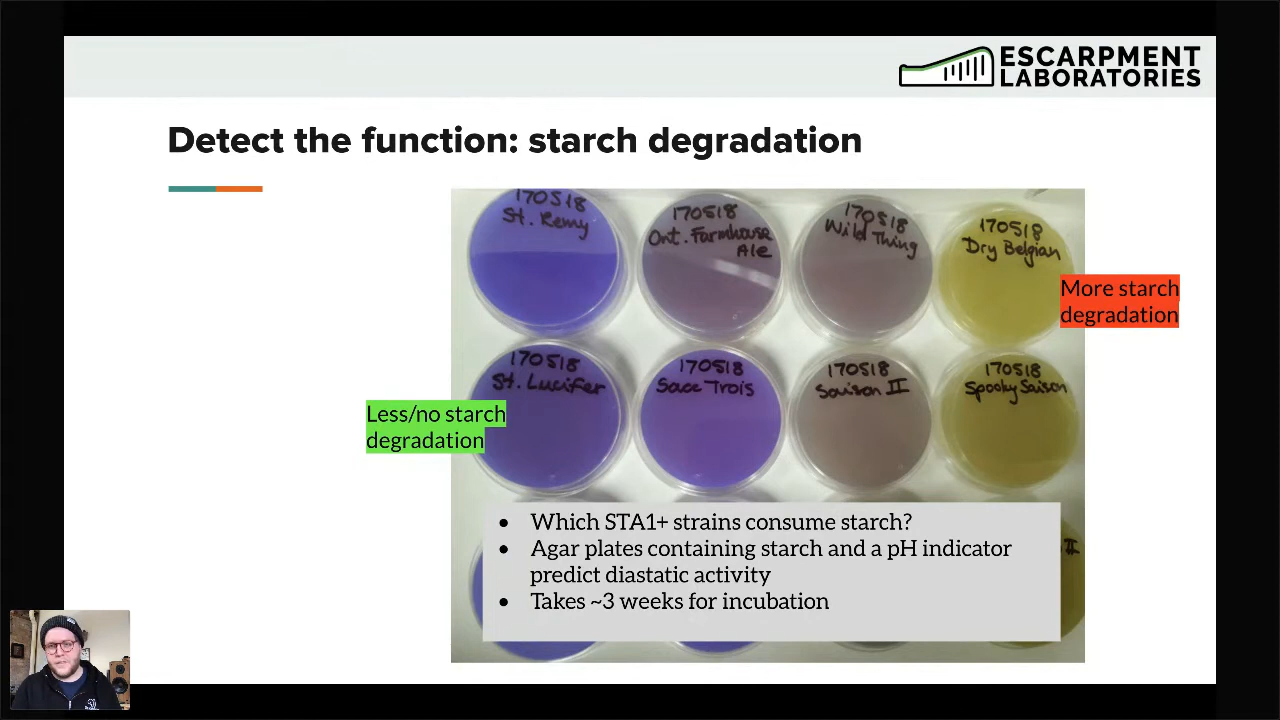 ESCARPMENT
LABORATORIES
Detect the function: starch degradation
170518
St. Remy
170518
Ont. Farmhouse
Ale
170518
Wild Thing
170518
Dry Belgian
More starch
degradation
170518
St. Lucifer
170518
Sacc Trois
170518
Saison II
170518
Spooky Saison
Less/no starch
degradation
• Which STA1+ strains consume starch?
• Agar plates containing starch and a pH indicator
predict diastatic activity
• Takes ~3 weeks for incubation
II